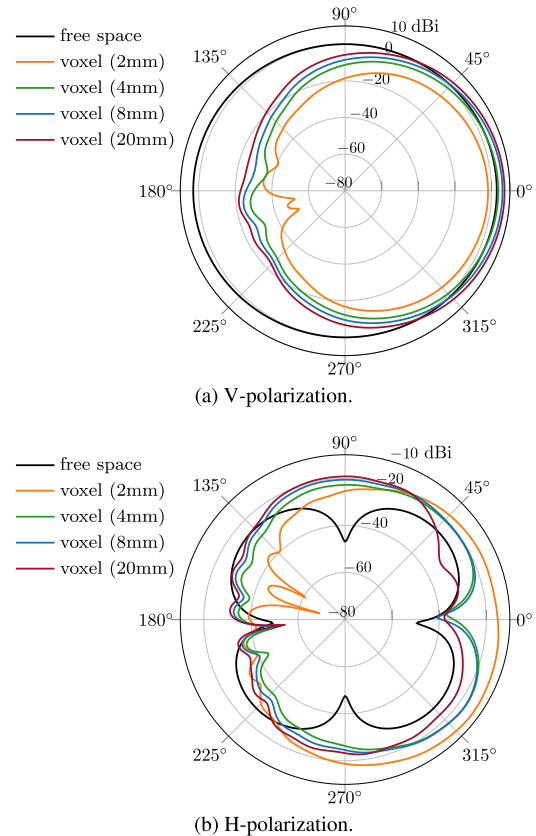 90°
10 dBi
free space
voxel (2mm)
voxel (4mm)
voxel (8mm)
voxel (20mm)
135°
0
45°
−20
−40
−60
−80
180°
0°
225°
315°
270°
(a) V-polarization.
90°
−10 dBi
free space
voxel (2mm)
voxel (4mm)
voxel (8mm)
voxel (20mm)
135°
−20
45°
−40
−60
−80
180°
0°
225°
315°
270°
(b) H-polarization.